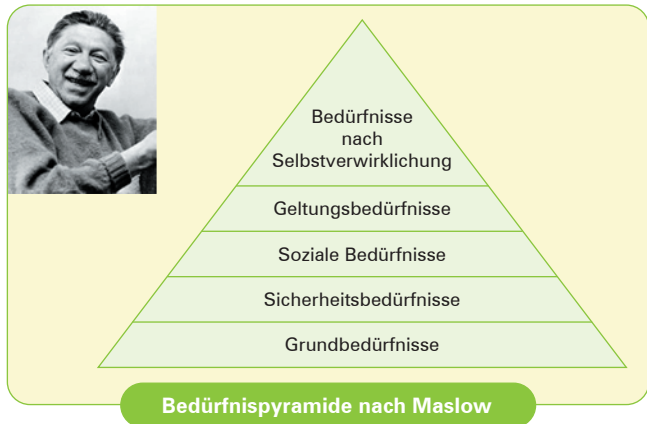 Bedürfnisse
nach
Selbstverwirklichung
Geltungsbedürfnisse
Soziale Bedürfnisse
Sicherheitsbedürfnisse
Grundbedürfnisse
Bedürfnispyramide nach Maslow